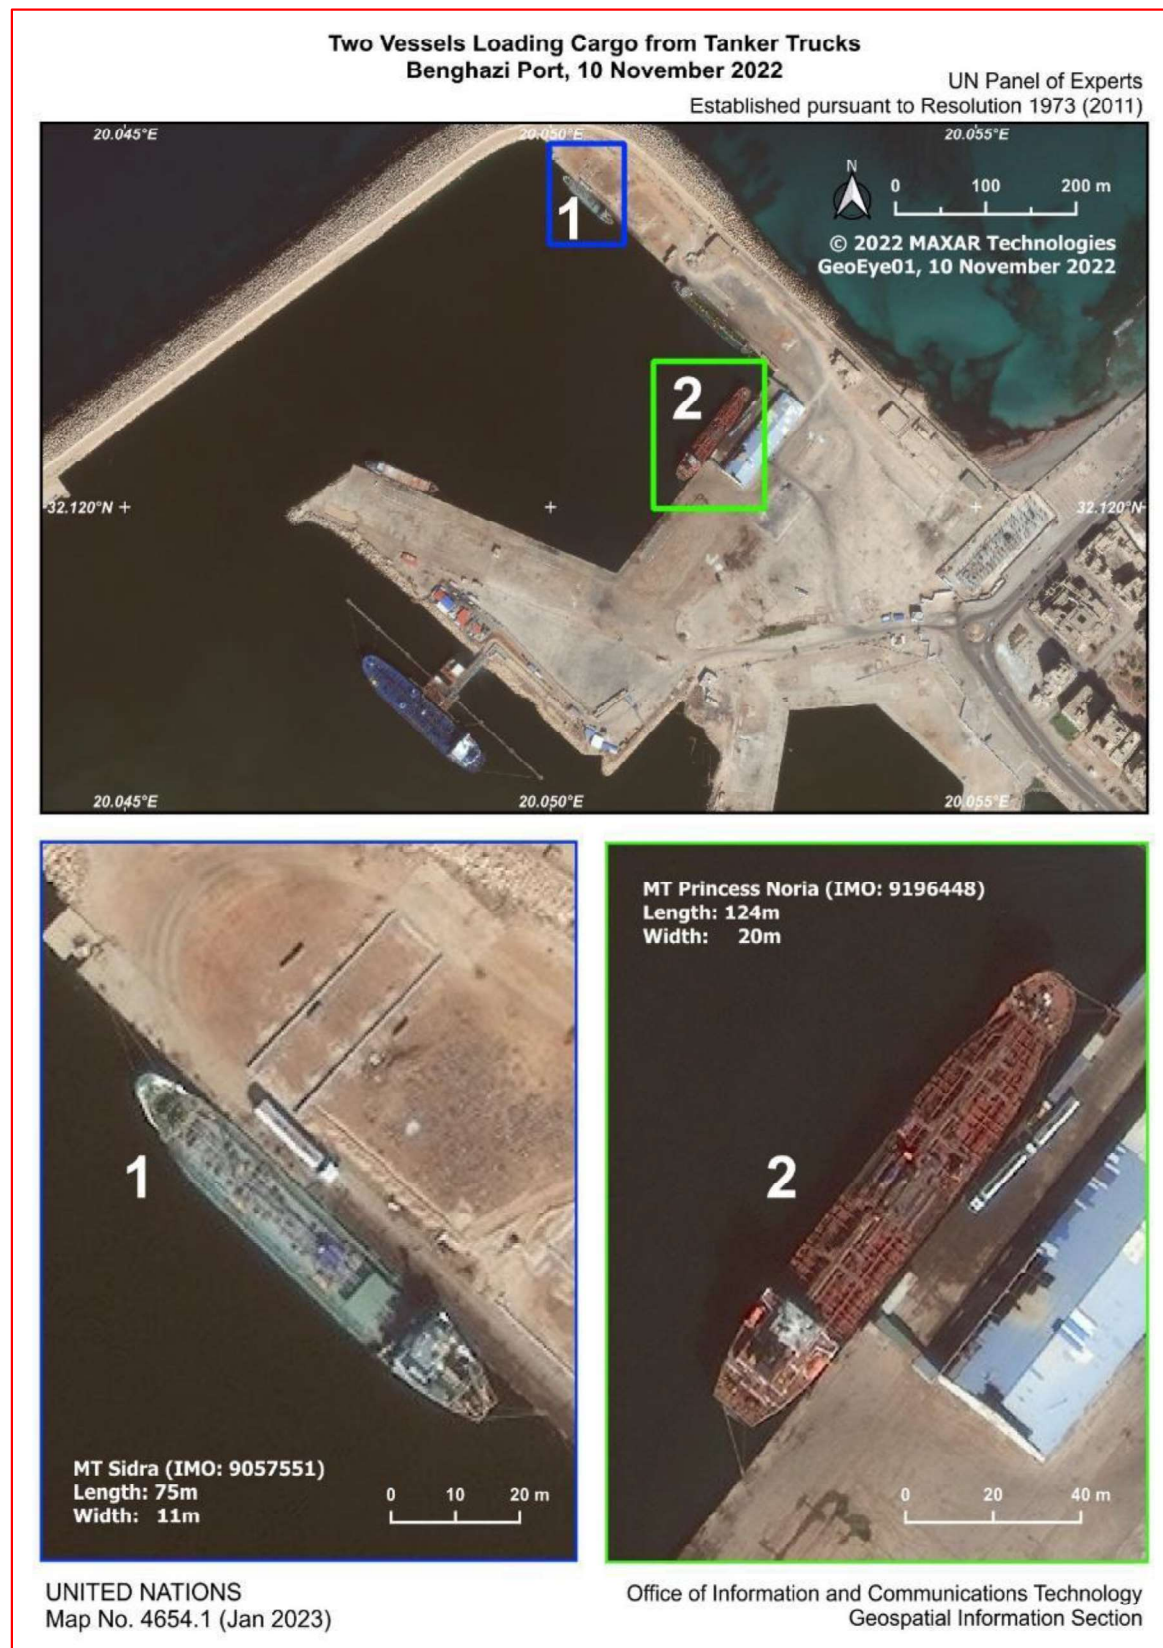 Two Vessels Loading Cargo from Tanker Trucks
Benghazi Port, 10 November 2022
UN Panel of Experts
Established pursuant to Resolution 1973 (2011)
20.045°E 20.050°E 20.055°E
N
0 100 200 m
© 2022 MAXAR Technologies
GeoEye01, 10 November 2022
1
2
32.120°N 32.120°N
20.045°E 20.050°E 20.055°E
1
MT Sidra (IMO: 9057551)
Length: 75m
Width: 11m
0 10 20 m
MT Princess Noria (IMO: 9196448)
Length: 124m
Width: 20m
2
0 20 40 m
UNITED NATIONS
Map No. 4654.1 (Jan 2023)
Office of Information and Communications Technology
Geospatial Information Section